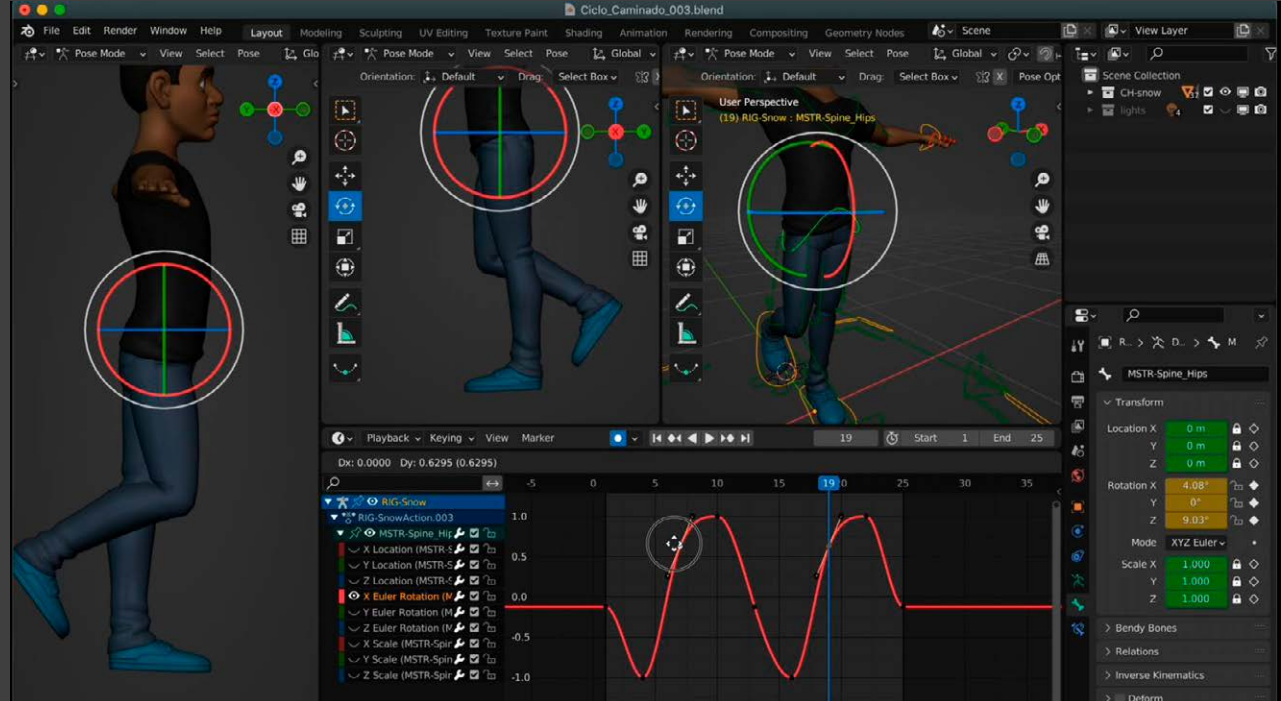 Ciclo_Caminado_003.blend
File Edit Render Window Help Layout Modeling Sculpting UV Editing Texture Paint Shading Animation Rendering Compositing Geometry Nodes Scene View Layer
Pose Mode View Select Pose Glo
Pose Mode View Select Pose Global
Pose Mode View Select Pose Global
Orientation: Default Drag: Select Box
Orientation: Default Drag: Select Box Pose Opt
User Perspective
(19) RIG-Snow : MSTR-Spine_Hips
Scene Collection
CH-snow 32
lights 4
R... > D... > M
MSTR-Spine_Hips
Transform
Location X 0 m
Y 0 m
Z 0 m
Rotation X 4.08°
Y 0°
Z 9.03°
Mode XYZ Euler
Scale X 1.000
Y 1.000
Z 1.000
Bendy Bones
Relations
Inverse Kinematics
Deform
Playback Keying View Marker 19 Start 1 End 25
Dx: 0.0000 Dy: 0.6295 (0.6295)
-5 0 5 10 15 19 20 25 30 35
RIG-Snow
RIG-SnowAction.003
MSTR-Spine_Hip
X Location (MSTR-S
Y Location (MSTR-S
Z Location (MSTR-S
X Euler Rotation (M
Y Euler Rotation (M
Z Euler Rotation (M
X Scale (MSTR-Spin
Y Scale (MSTR-Spin
Z Scale (MSTR-Spin
1.0
0.5
0.0
-0.5
-1.0